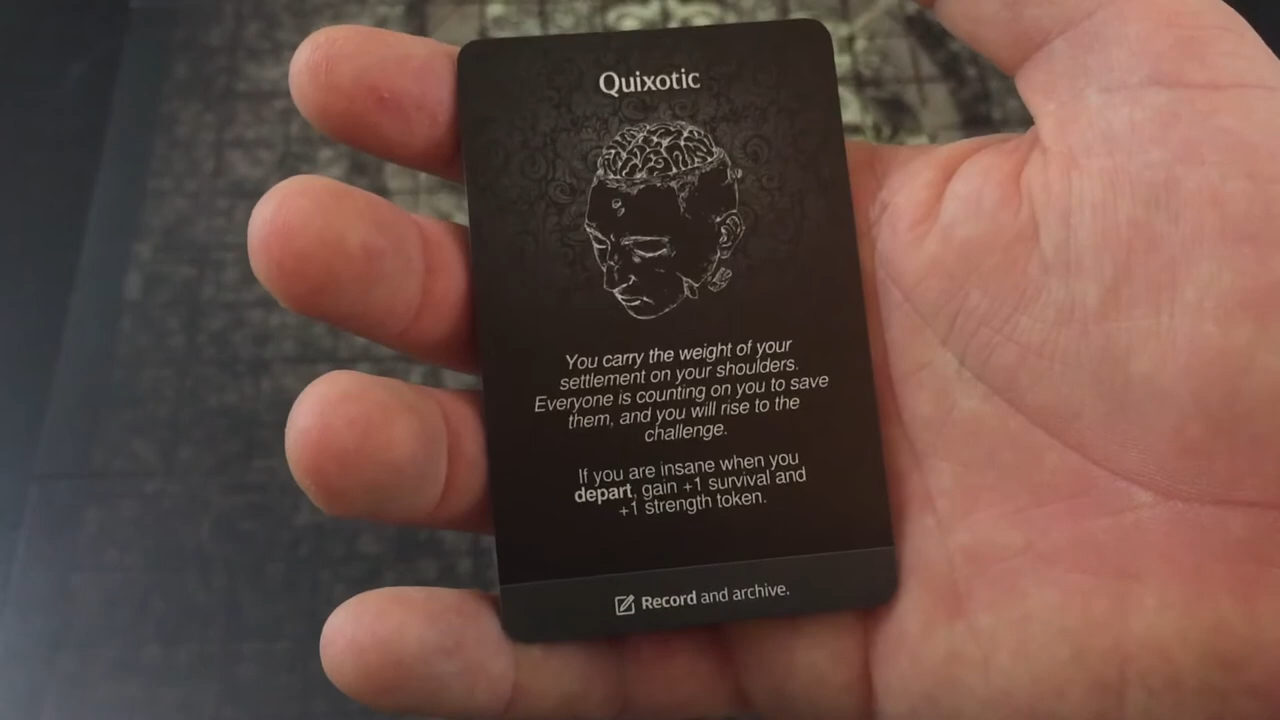 Quixotic
You carry the weight of your
settlement on your shoulders.
Everyone is counting on you to save
them, and you will rise to the
challenge.
If you are insane when you
depart, gain +1 survival and
+1 strength token.
Record and archive.